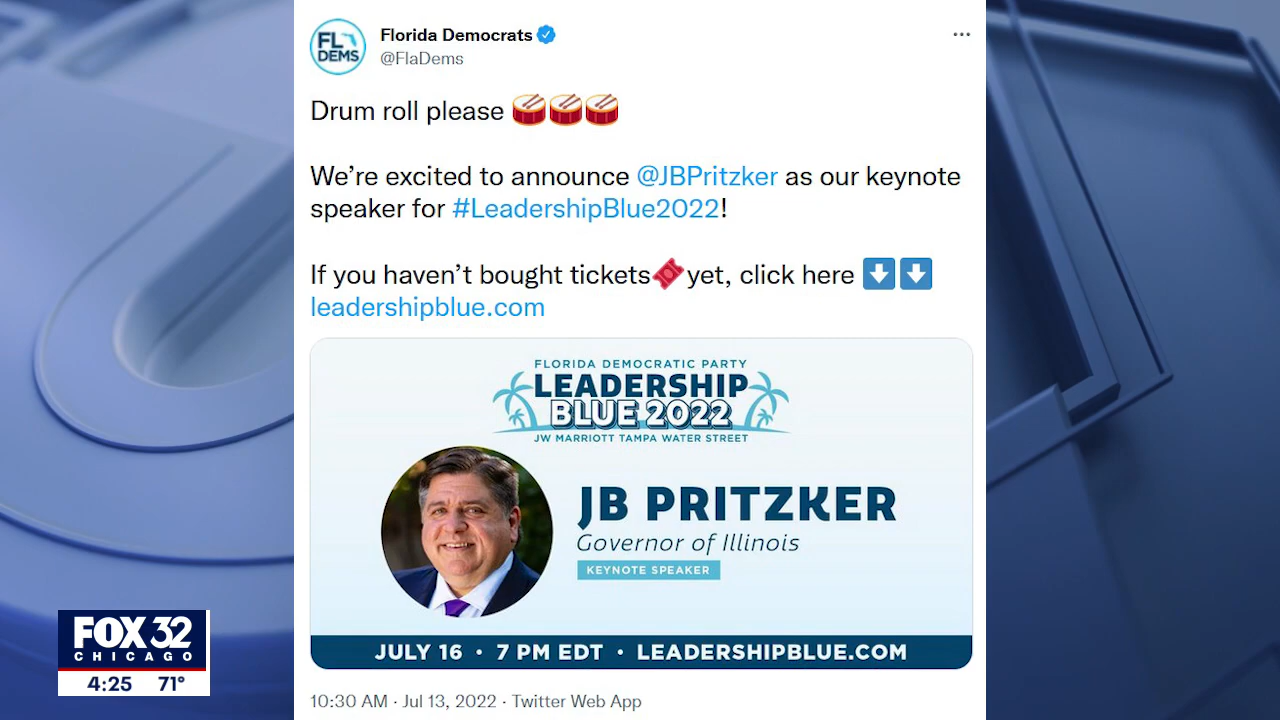 FL
DEMS
Florida Democrats
@FlaDems
Drum roll please 🥁🥁🥁
We're excited to announce @JBPritzker as our keynote
speaker for #LeadershipBlue2022!
If you haven't bought tickets🎟yet, click here ⬇⬇
leadershipblue.com
FLORIDA DEMOCRATIC PARTY
LEADERSHIP
BLUE 2022
JW MARRIOTT TAMPA WATER STREET
JB PRITZKER
Governor of Illinois
KEYNOTE SPEAKER
JULY 16 • 7 PM EDT • LEADERSHIPBLUE.COM
10:30 AM · Jul 13, 2022 · Twitter Web App
FOX 32
CHICAGO
4:25 71°